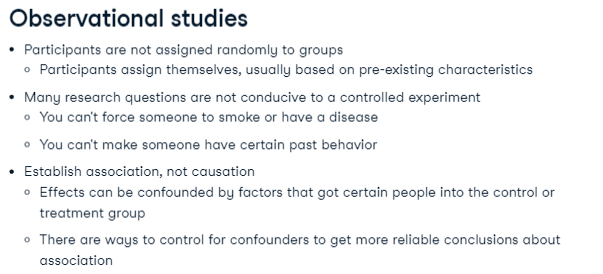 Observational studies
• Participants are not assigned randomly to groups
○ Participants assign themselves, usually based on pre-existing characteristics
• Many research questions are not conducive to a controlled experiment
○ You can't force someone to smoke or have a disease
○ You can't make someone have certain past behavior
• Establish association, not causation
○ Effects can be confounded by factors that got certain people into the control or
treatment group
○ There are ways to control for confounders to get more reliable conclusions about
association